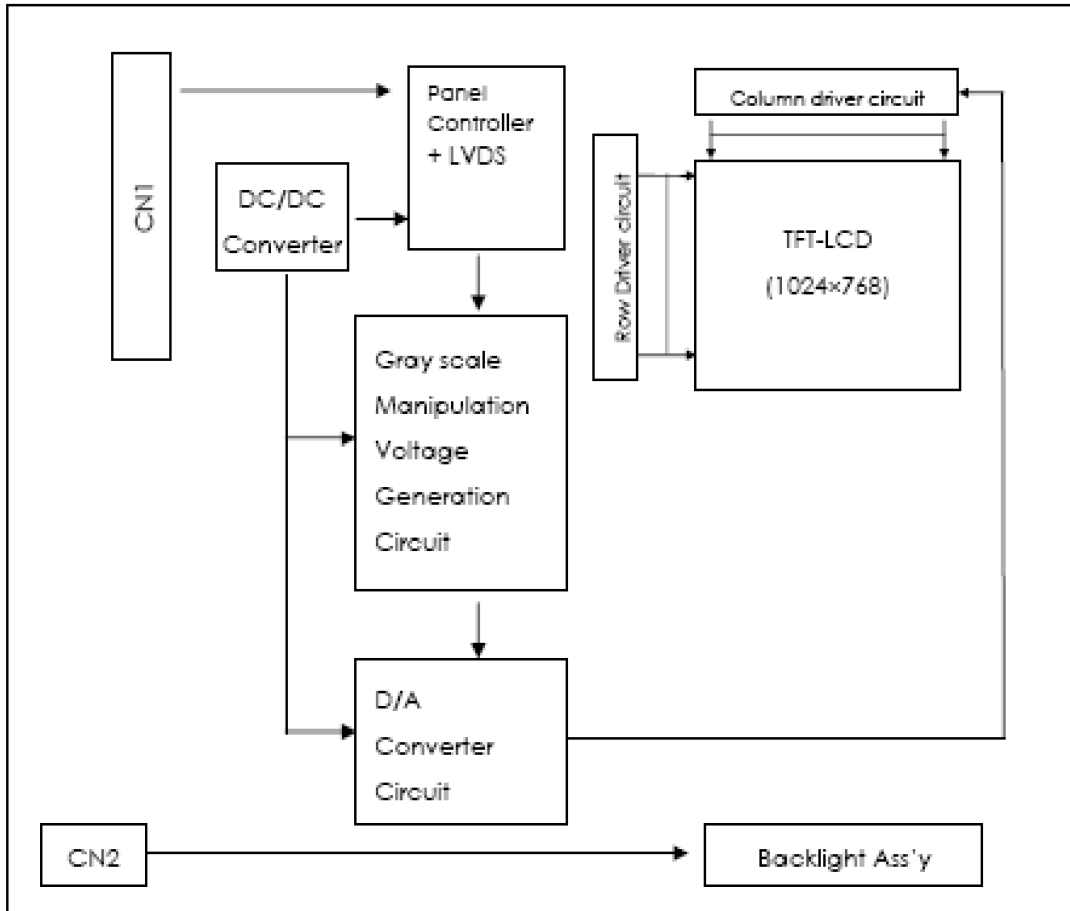 CN1
Panel
Controller
+ LVDS
DC/DC
Converter
Gray scale
Manipulation
Voltage
Generation
Circuit
D/A
Converter
Circuit
Column driver circuit
Row Driver circuit
TFT-LCD
(1024×768)
CN2
Backlight Ass'y